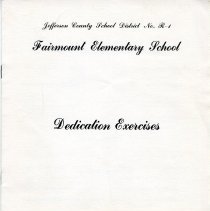 Jefferson County School District No. R-1
Fairmount Elementary School
Dedication Exercises